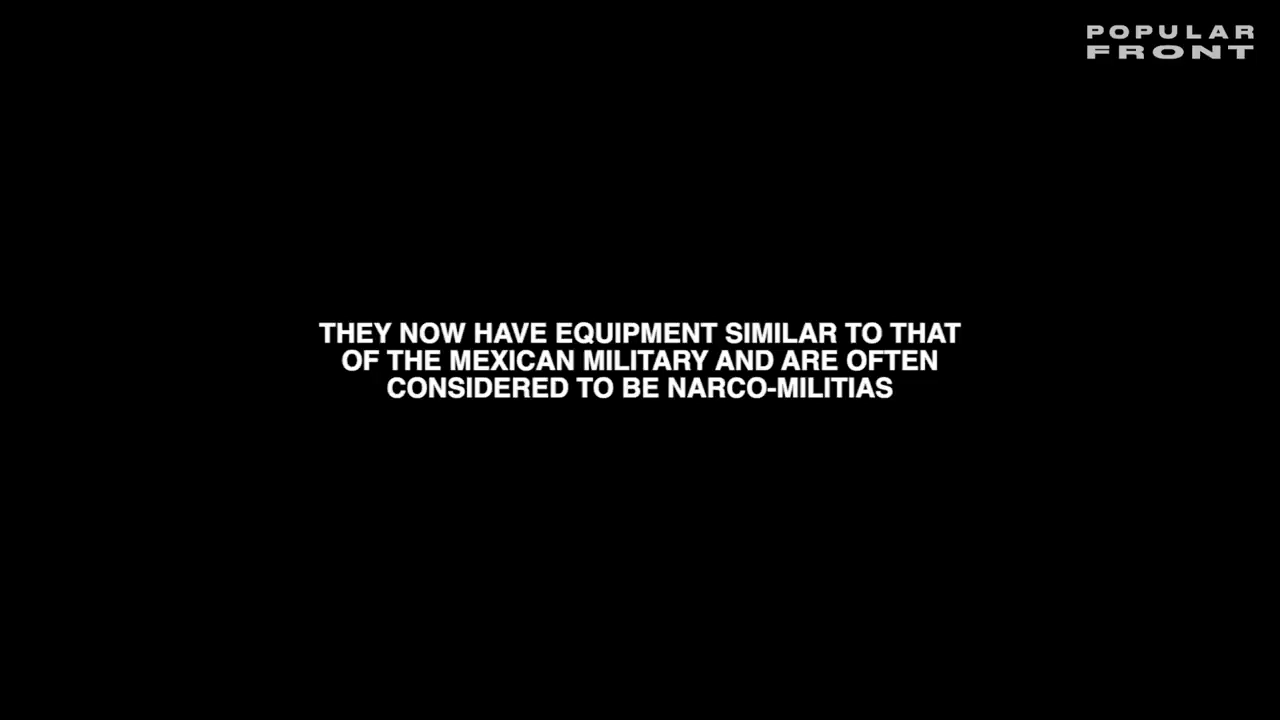 POPULAR
FRONT
THEY NOW HAVE EQUIPMENT SIMILAR TO THAT
OF THE MEXICAN MILITARY AND ARE OFTEN
CONSIDERED TO BE NARCO-MILITIAS